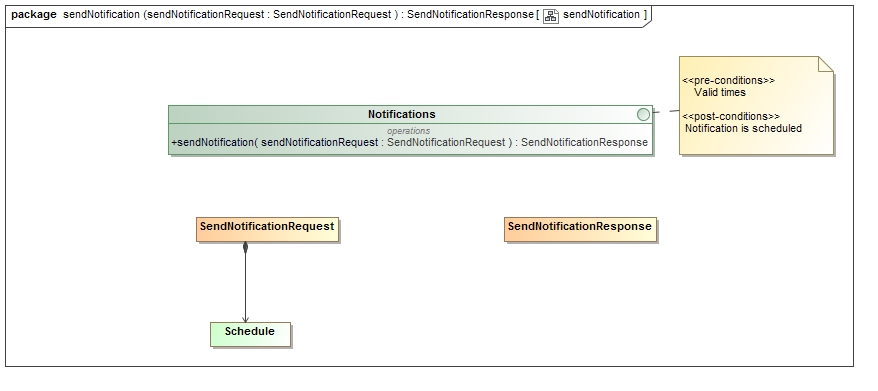 package sendNotification (sendNotificationRequest : SendNotificationRequest ) : SendNotificationResponse [ sendNotification ]
<<pre-conditions>>
Valid times
<<post-conditions>>
Notification is scheduled
Notifications
operations
+sendNotification( sendNotificationRequest : SendNotificationRequest ) : SendNotificationResponse
SendNotificationRequest
SendNotificationResponse
Schedule